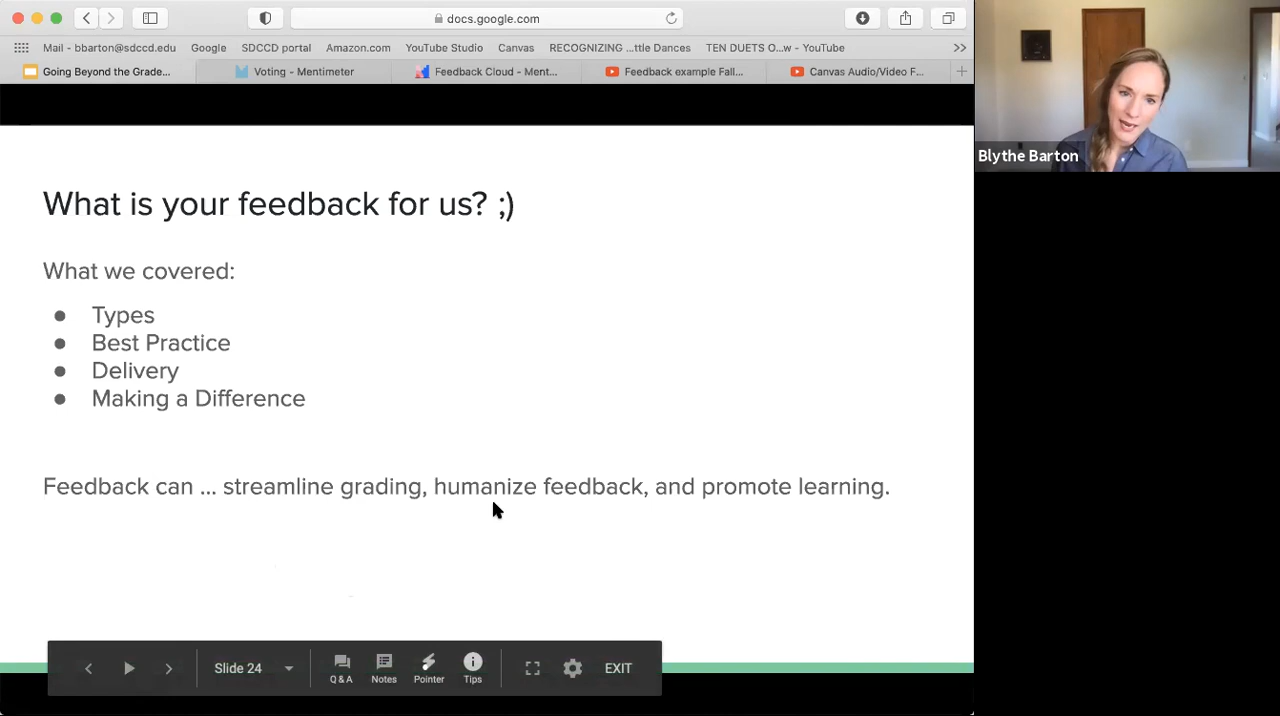 docs.google.com
Mail - bbarton@sdccd.edu Google SDCCD portal Amazon.com YouTube Studio Canvas RECOGNIZING ...ttle Dances TEN DUETS O...w - YouTube >>
Going Beyond the Grade... Voting - Mentimeter Feedback Cloud - Ment... Feedback example Fall... Canvas Audio/Video F... +
Blythe Barton
What is your feedback for us? ;)
What we covered:
● Types
● Best Practice
● Delivery
● Making a Difference
Feedback can ... streamline grading, humanize feedback, and promote learning.
Slide 24 Q & A Notes Pointer Tips EXIT